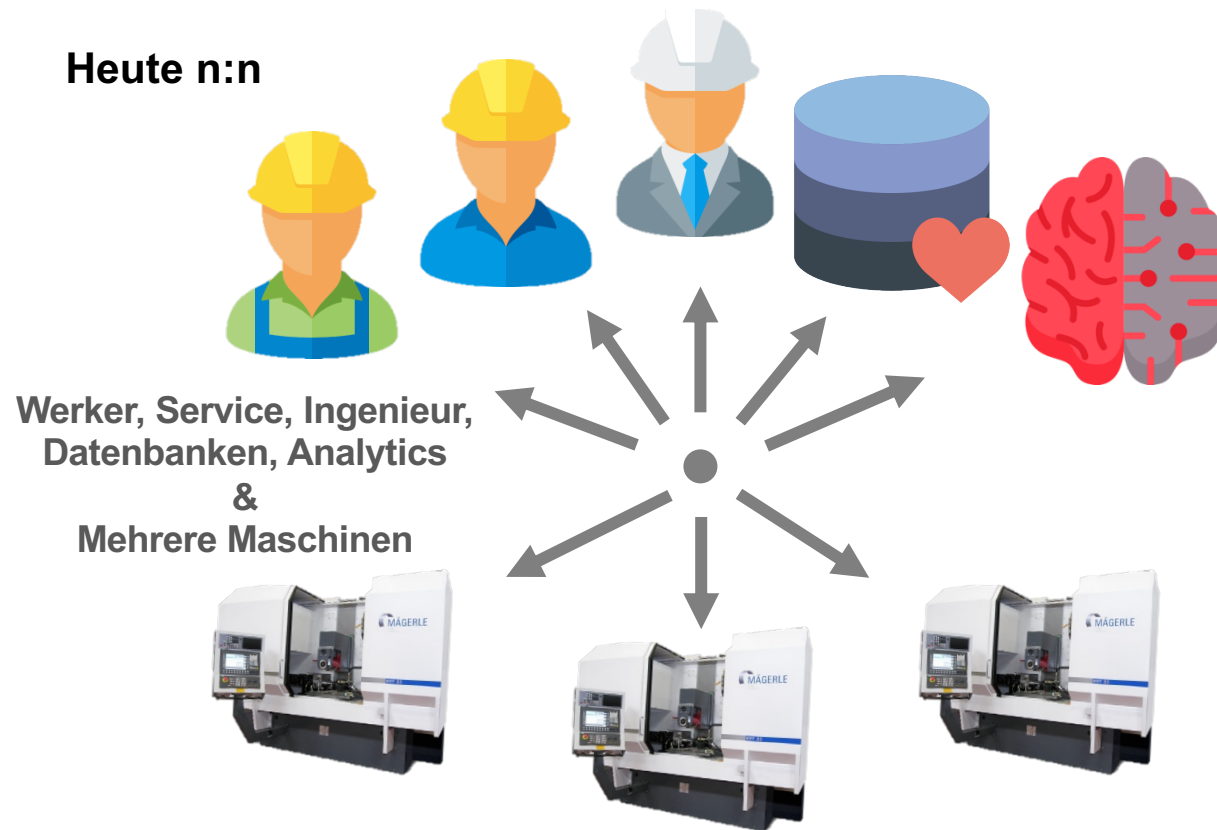 Heute n:n
Werker, Service, Ingenieur,
Datenbanken, Analytics
&
Mehrere Maschinen
MÄGERLE
MÄGERLE
MÄGERLE